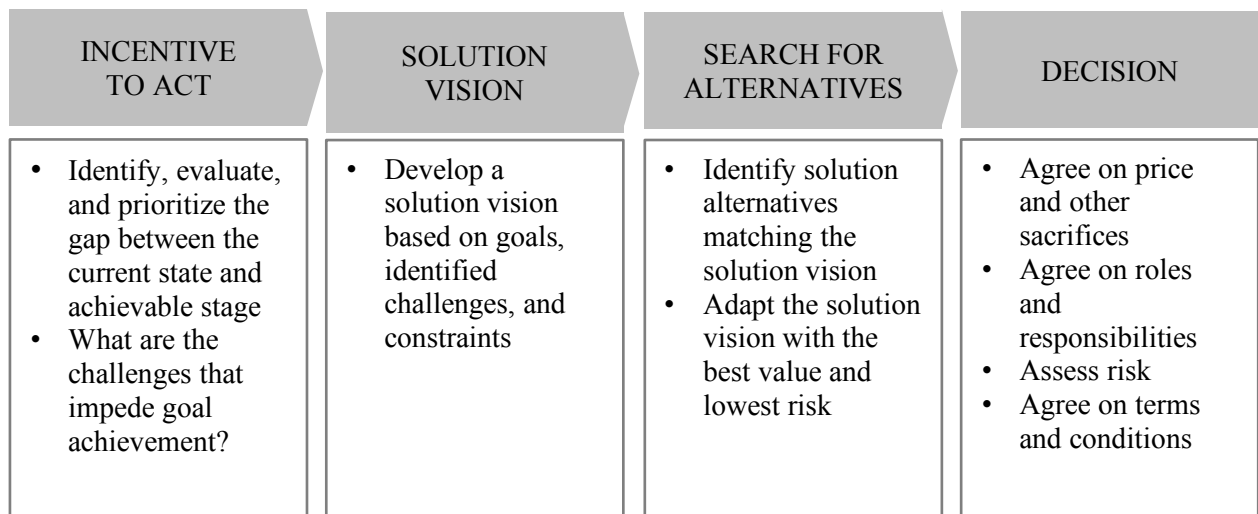 INCENTIVE
TO ACT
SOLUTION
VISION
SEARCH FOR
ALTERNATIVES
DECISION
• Identify, evaluate,
and prioritize the
gap between the
current state and
achievable stage
• What are the
challenges that
impede goal
achievement?
• Develop a
solution vision
based on goals,
identified
challenges, and
constraints
• Identify solution
alternatives
matching the
solution vision
• Adapt the solution
vision with the
best value and
lowest risk
• Agree on price
and other
sacrifices
• Agree on roles
and
responsibilities
• Assess risk
• Agree on terms
and conditions